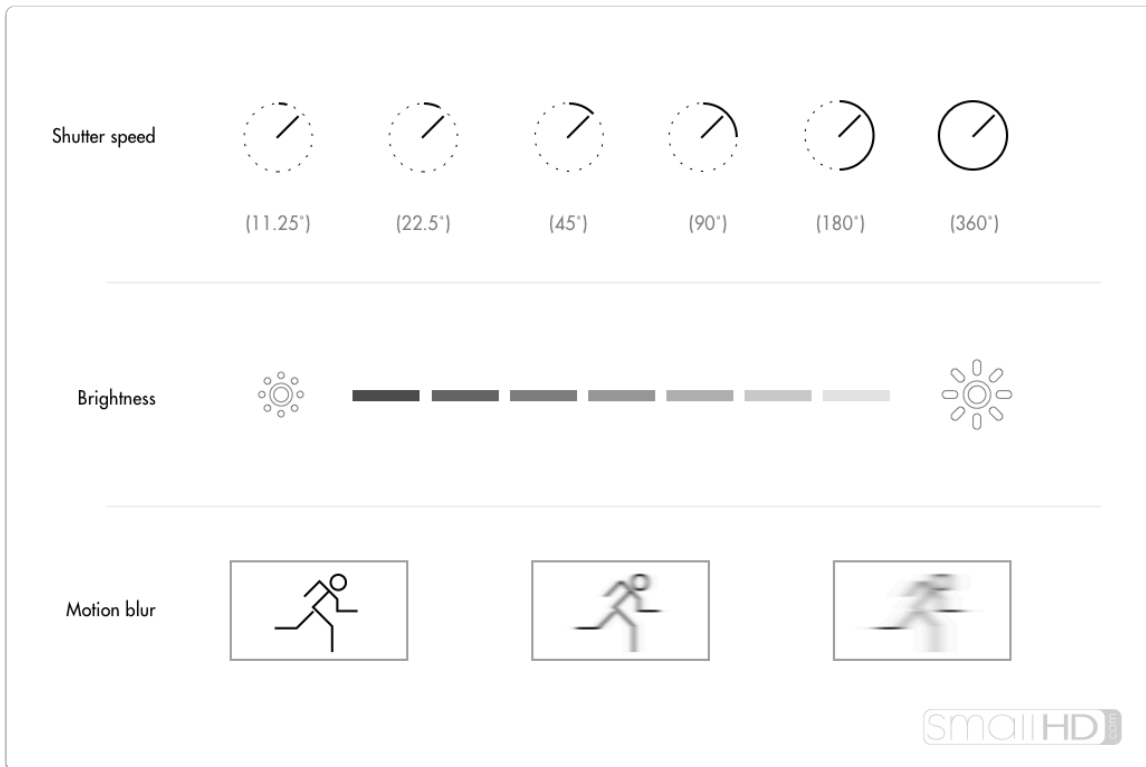 Shutter speed
(11.25°) (22.5°) (45°) (90°) (180°) (360°)
Brightness
Motion blur
smallHD.com